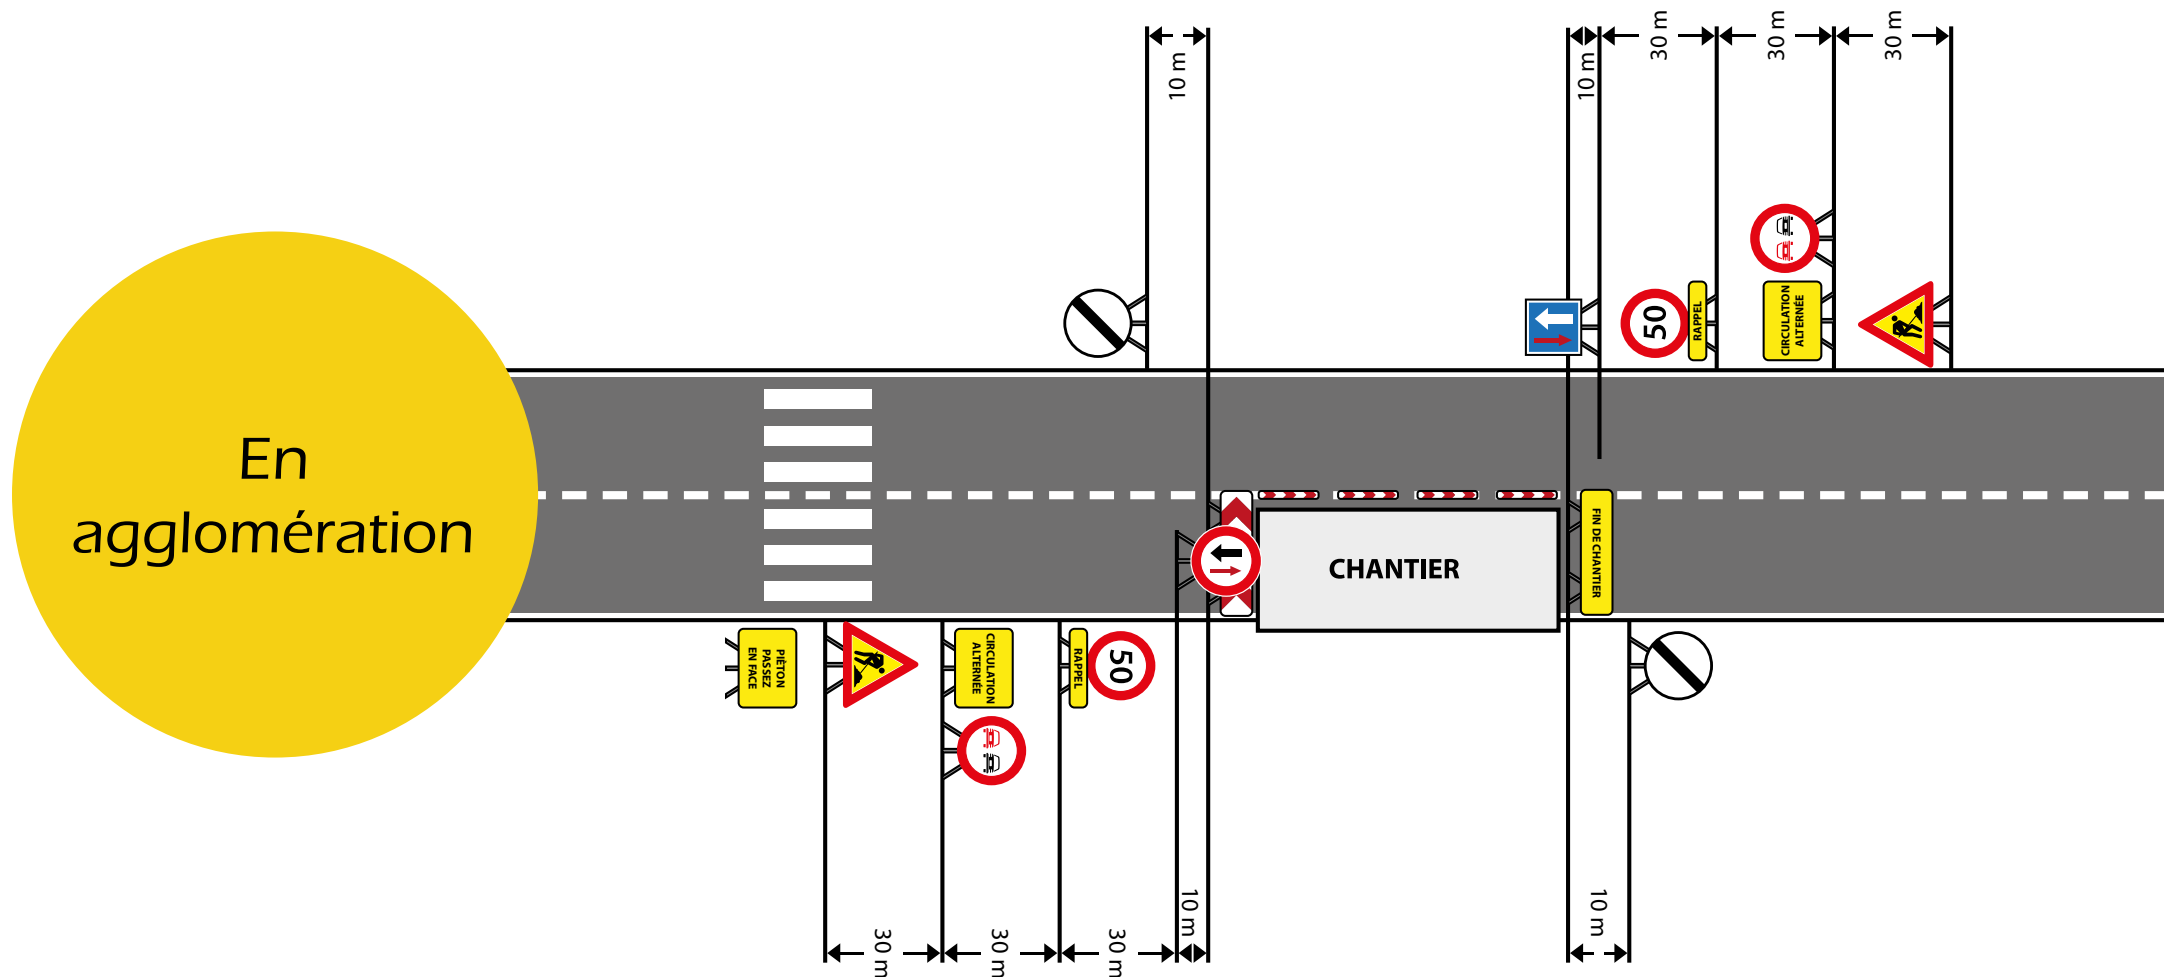 10 m
10 m
30 m
30 m
30 m
50
RAPPEL
CIRCULATION
ALTERNÉE
En
agglomération
CHANTIER
FIN DE CHANTIER
PIÈTON
PASSEZ
EN FACE
CIRCULATION
ALTERNÉE
RAPPEL
50
30 m
30 m
30 m
10 m
10 m